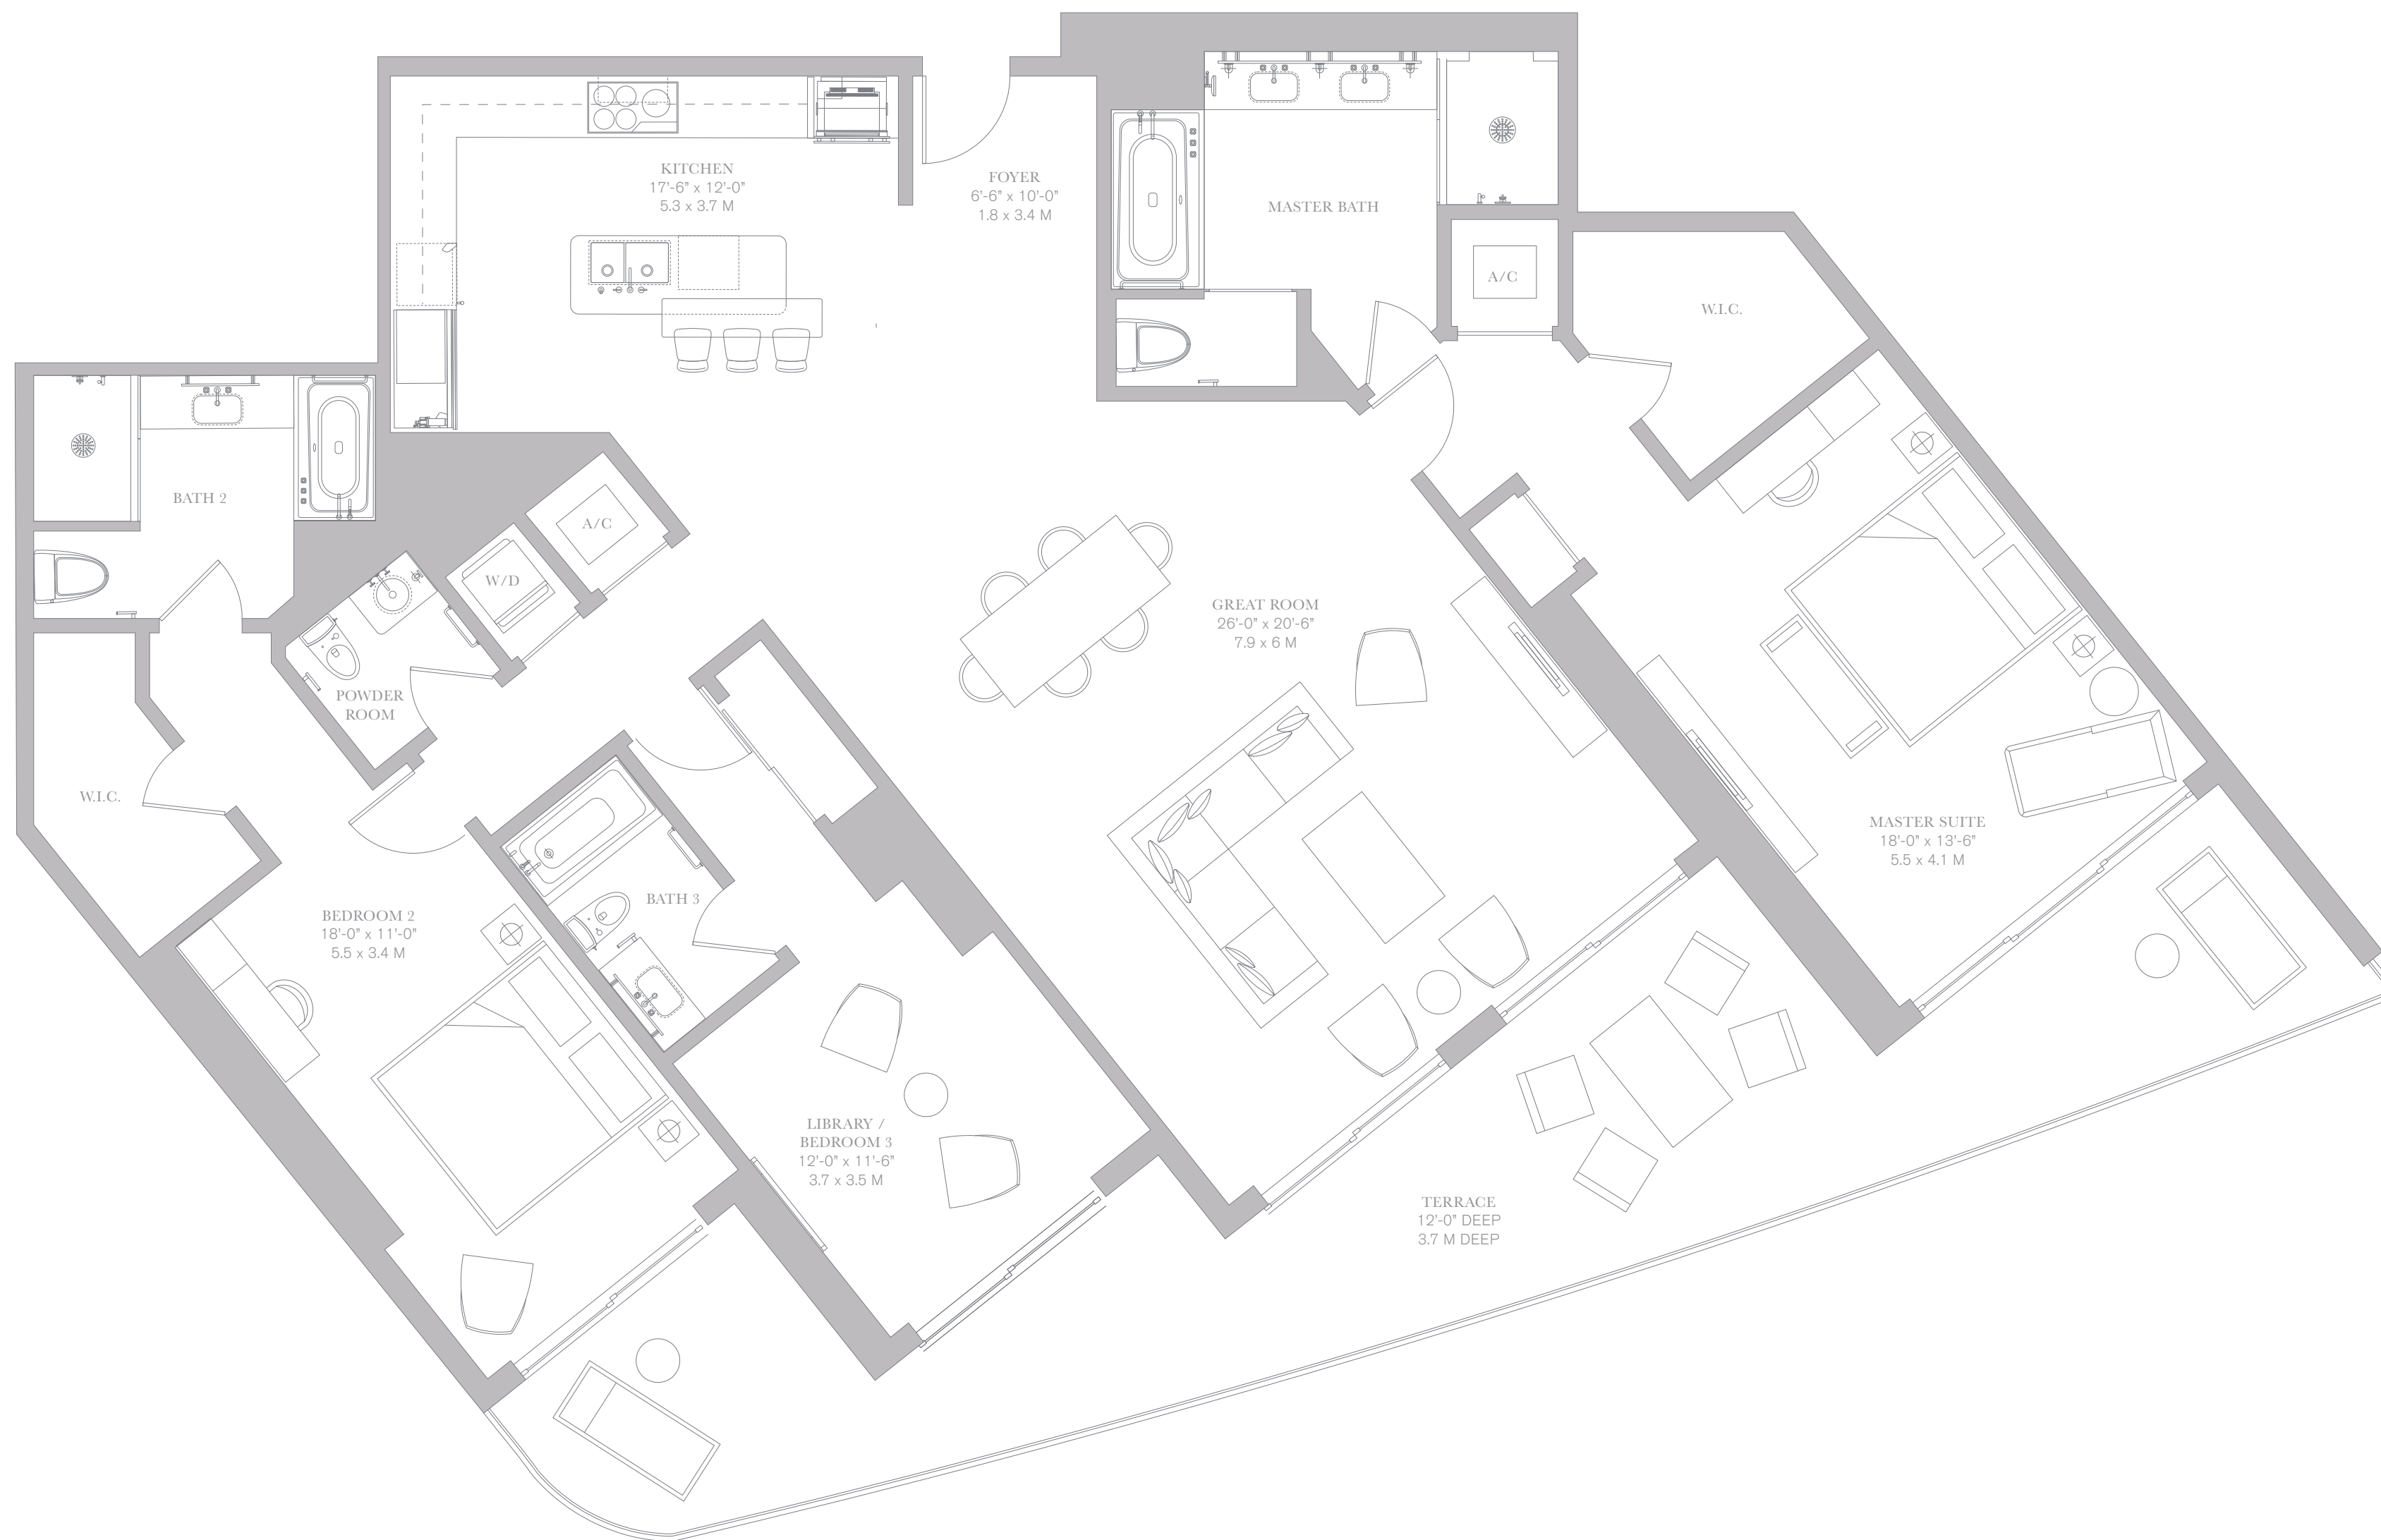 KITCHEN
17'-6" x 12'-0"
5.3 x 3.7 M
FOYER
6'-6" x 10'-0"
1.8 x 3.4 M
MASTER BATH
A/C
W.I.C.
BATH 2
A/C
W/D
POWDER
ROOM
W.I.C.
GREAT ROOM
26'-0" x 20'-6"
7.9 x 6 M
MASTER SUITE
18'-0" x 13'-6"
5.5 x 4.1 M
BATH 3
BEDROOM 2
18'-0" x 11'-0"
5.5 x 3.4 M
LIBRARY /
BEDROOM 3
12'-0" x 11'-6"
3.7 x 3.5 M
TERRACE
12'-0" DEEP
3.7 M DEEP